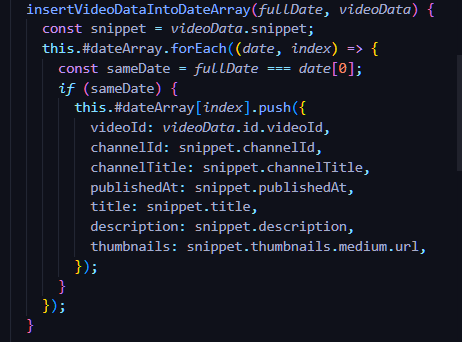 insertVideoDataIntoDateArray(fullDate, videoData) {
const snippet = videoData.snippet;
this.#dateArray.forEach((date, index) => {
const sameDate = fullDate === date[0];
if (sameDate) {
this.#dateArray[index].push({
videoId: videoData.id.videoId,
channelId: snippet.channelId,
channelTitle: snippet.channelTitle,
publishedAt: snippet.publishedAt,
title: snippet.title,
description: snippet.description,
thumbnails: snippet.thumbnails.medium.url,
});
}
});
}